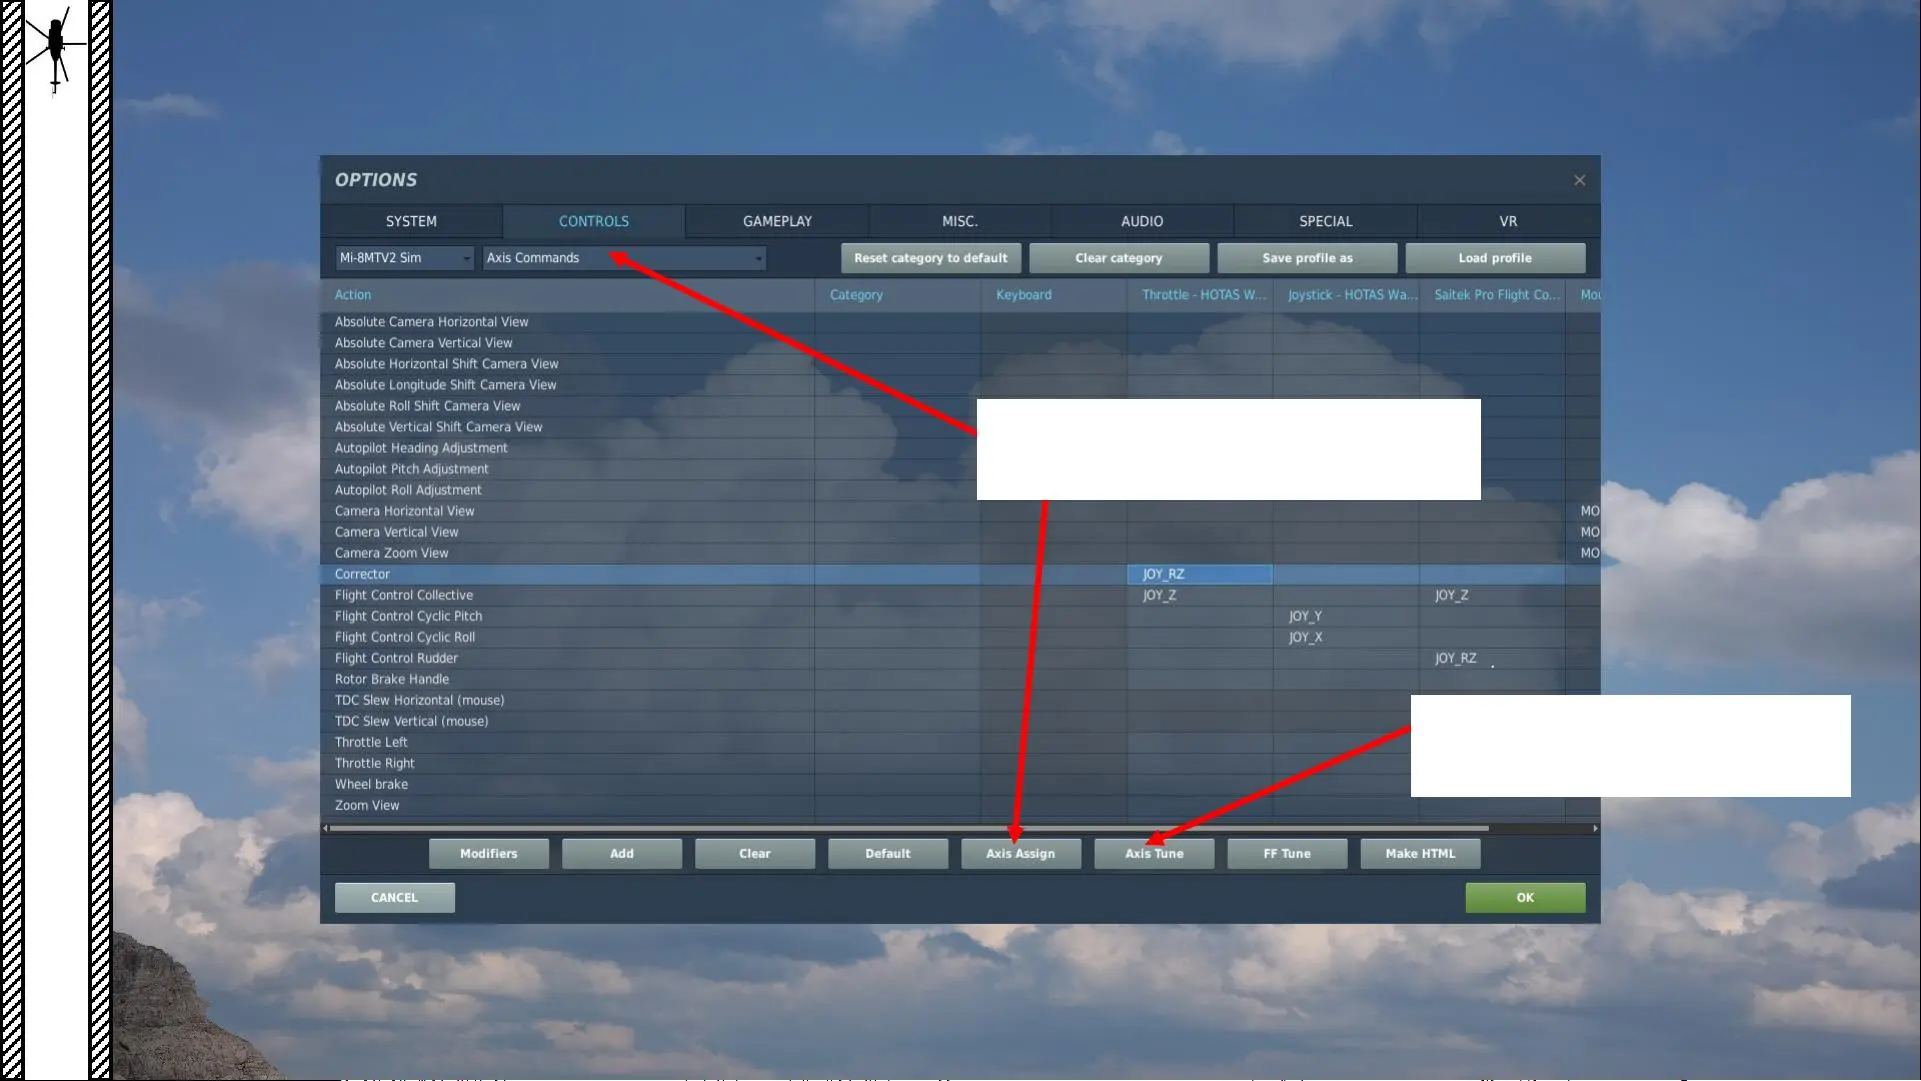 OPTIONS
SYSTEM CONTROLS GAMEPLAY MISC. AUDIO SPECIAL VR
Mi-8MTV2 Sim Axis Commands Reset category to default Clear category Save profile as Load profile
Action Category Keyboard Throttle - HOTAS W... Joystick - HOTAS Wa... Saitek Pro Flight Co... Mou
Absolute Camera Horizontal View
Absolute Camera Vertical View
Absolute Horizontal Shift Camera View
Absolute Longitude Shift Camera View
Absolute Roll Shift Camera View
Absolute Vertical Shift Camera View
Autopilot Heading Adjustment
Autopilot Pitch Adjustment
Autopilot Roll Adjustment
Camera Horizontal View MO
Camera Vertical View MO
Camera Zoom View MO
Corrector JOY_RZ
Flight Control Collective JOY_Z JOY_Z
Flight Control Cyclic Pitch JOY_Y
Flight Control Cyclic Roll JOY_X
Flight Control Rudder JOY_RZ
Rotor Brake Handle
TDC Slew Horizontal (mouse)
TDC Slew Vertical (mouse)
Throttle Left
Throttle Right
Wheel brake
Zoom View
Modifiers Add Clear Default Axis Assign Axis Tune FF Tune Make HTML
CANCEL OK